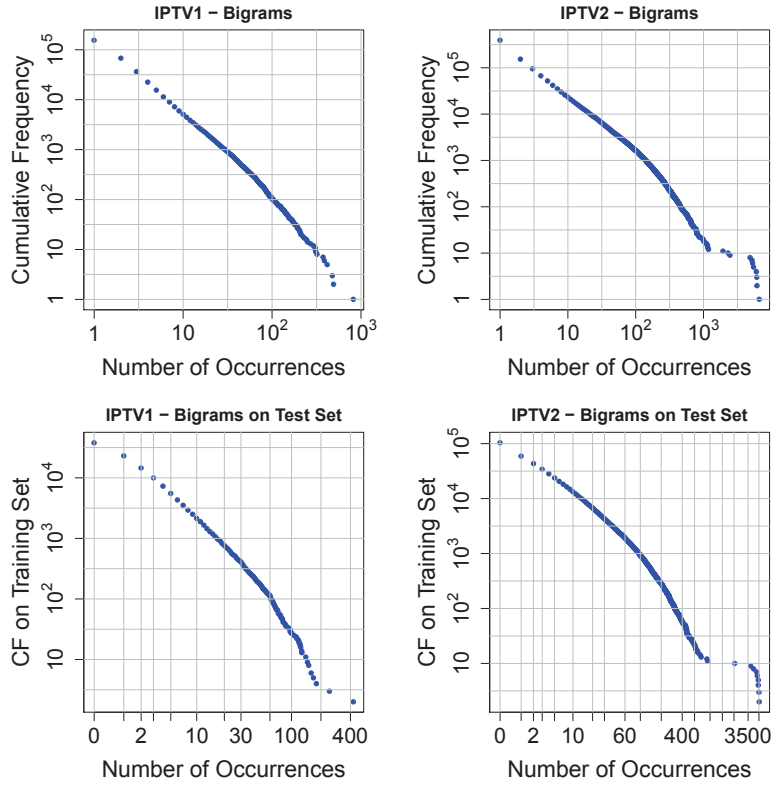 IPTV1 − Bigrams
Cumulative Frequency
10^5
10^4
10^3
10^2
10
1
1 10 10^2 10^3
Number of Occurrences
IPTV2 − Bigrams
Cumulative Frequency
10^5
10^4
10^3
10^2
10
1
1 10 10^2 10^3
Number of Occurrences
IPTV1 − Bigrams on Test Set
CF on Training Set
10^4
10^3
10^2
10
0 2 10 30 100 400
Number of Occurrences
IPTV2 − Bigrams on Test Set
CF on Training Set
10^5
10^4
10^3
10^2
10
0 2 10 60 400 3500
Number of Occurrences